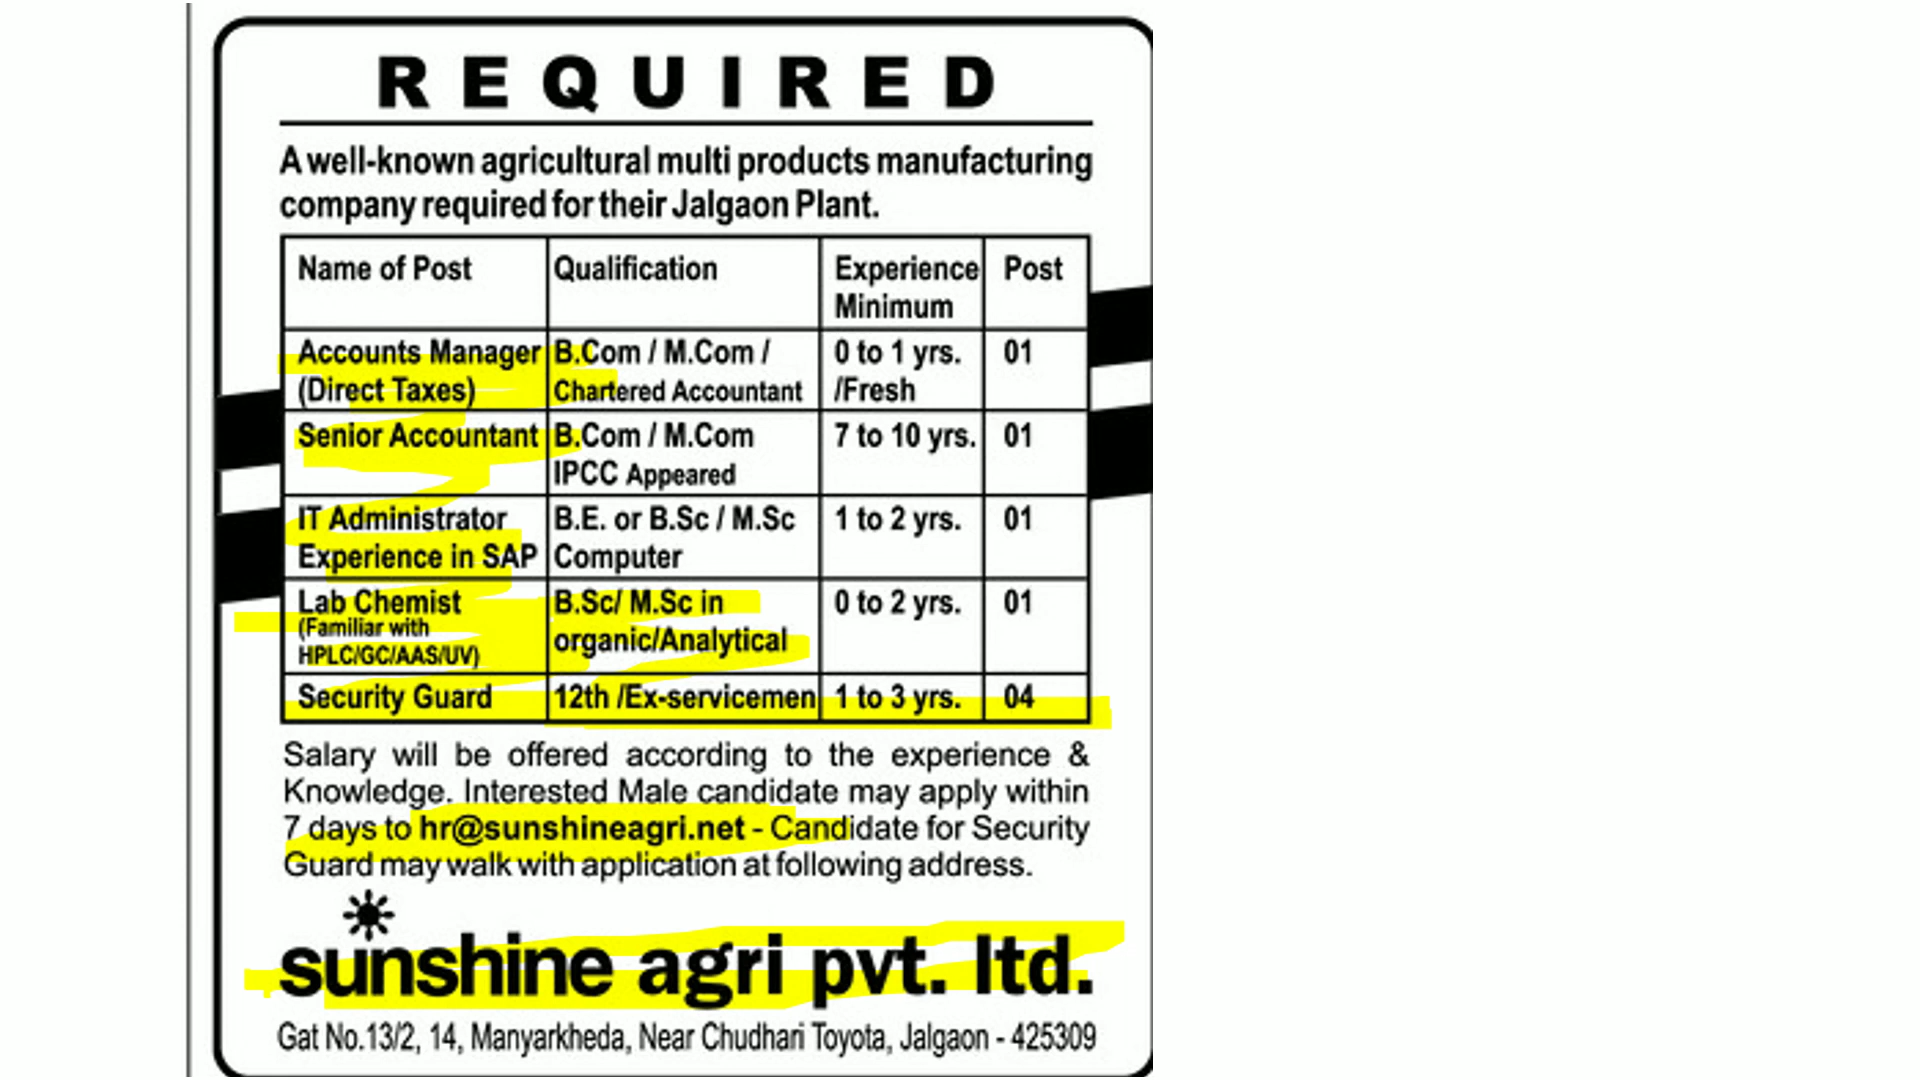 REQUIRED
A well-known agricultural multi products manufacturing
company required for their Jalgaon Plant.
Name of Post Qualification Experience Minimum Post
Accounts Manager (Direct Taxes) B.Com / M.Com / Chartered Accountant 0 to 1 yrs. /Fresh 01
Senior Accountant B.Com / M.Com IPCC Appeared 7 to 10 yrs. 01
IT Administrator Experience in SAP B.E. or B.Sc / M.Sc Computer 1 to 2 yrs. 01
Lab Chemist (Familiar with HPLC/GC/AAS/UV) B.Sc/ M.Sc in organic/Analytical 0 to 2 yrs. 01
Security Guard 12th /Ex-servicemen 1 to 3 yrs. 04
Salary will be offered according to the experience &
Knowledge. Interested Male candidate may apply within
7 days to hr@sunshineagri.net - Candidate for Security
Guard may walk with application at following address.
sunshine agri pvt. ltd.
Gat No.13/2, 14, Manyarkheda, Near Chudhari Toyota, Jalgaon - 425309